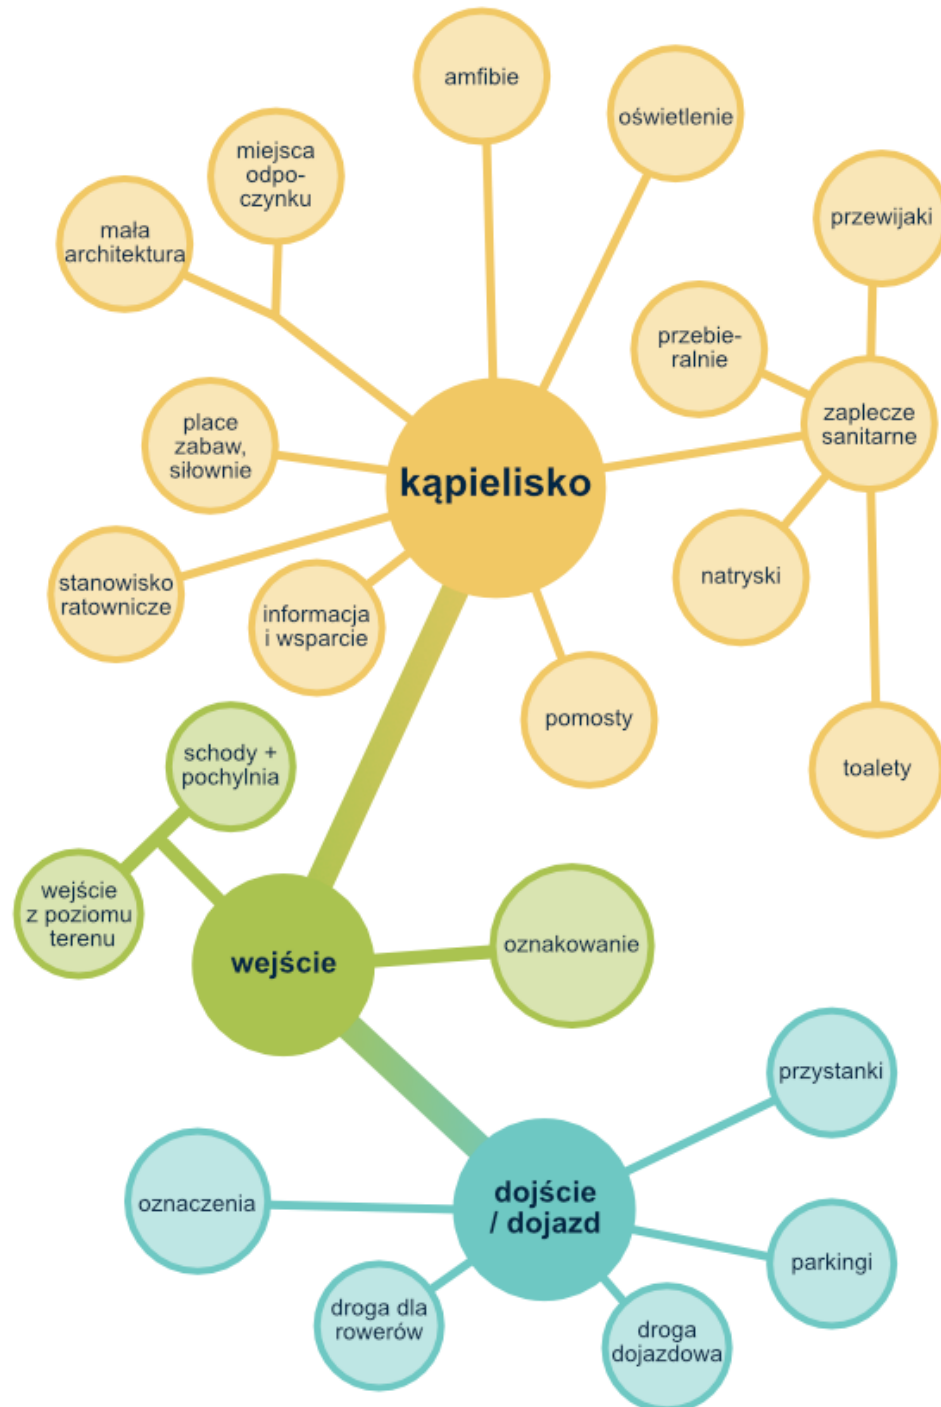 amfibie
oświetlenie
miejsca
odpo-
czynku
mała
architektura
przewijaki
przebie-
ralnie
zaplecze
sanitarne
place
zabaw,
siłownie
kąpielisko
stanowisko
ratownicze
informacja
i wsparcie
natryski
pomosty
toalety
schody +
pochylnia
wejście
z poziomu
terenu
wejście
oznakowanie
przystanki
oznaczenia
dojście
/ dojazd
parkingi
droga dla
rowerów
droga
dojazdowa